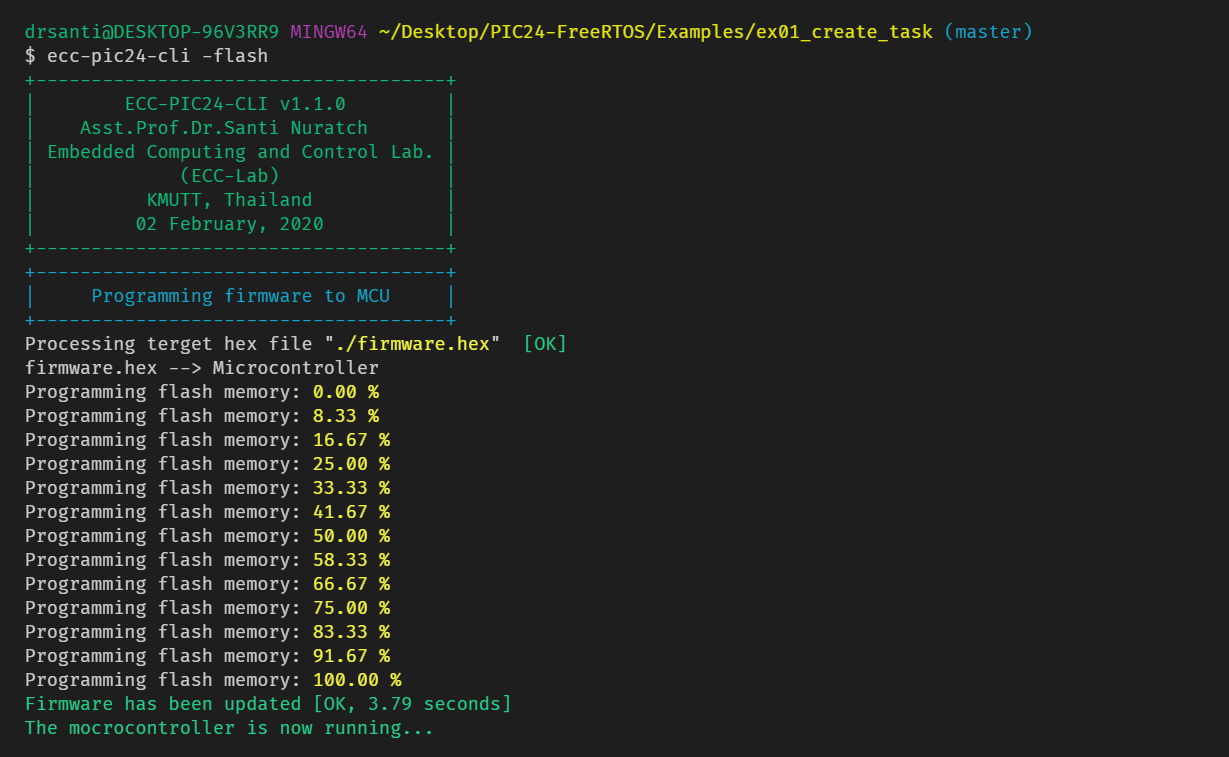 drsanti@DESKTOP-96V3RR9 MINGW64 ~/Desktop/PIC24-FreeRTOS/Examples/ex01_create_task (master)
$ ecc-pic24-cli -flash
+-------------------------------------+
|        ECC-PIC24-CLI v1.1.0         |
|    Asst.Prof.Dr.Santi Nuratch       |
| Embedded Computing and Control Lab. |
|             (ECC-Lab)               |
|          KMUTT, Thailand            |
|         02 February, 2020           |
+-------------------------------------+
+-------------------------------------+
|     Programming firmware to MCU     |
+-------------------------------------+
Processing terget hex file "./firmware.hex"  [OK]
firmware.hex --> Microcontroller
Programming flash memory: 0.00 %
Programming flash memory: 8.33 %
Programming flash memory: 16.67 %
Programming flash memory: 25.00 %
Programming flash memory: 33.33 %
Programming flash memory: 41.67 %
Programming flash memory: 50.00 %
Programming flash memory: 58.33 %
Programming flash memory: 66.67 %
Programming flash memory: 75.00 %
Programming flash memory: 83.33 %
Programming flash memory: 91.67 %
Programming flash memory: 100.00 %
Firmware has been updated [OK, 3.79 seconds]
The mocrocontroller is now running...